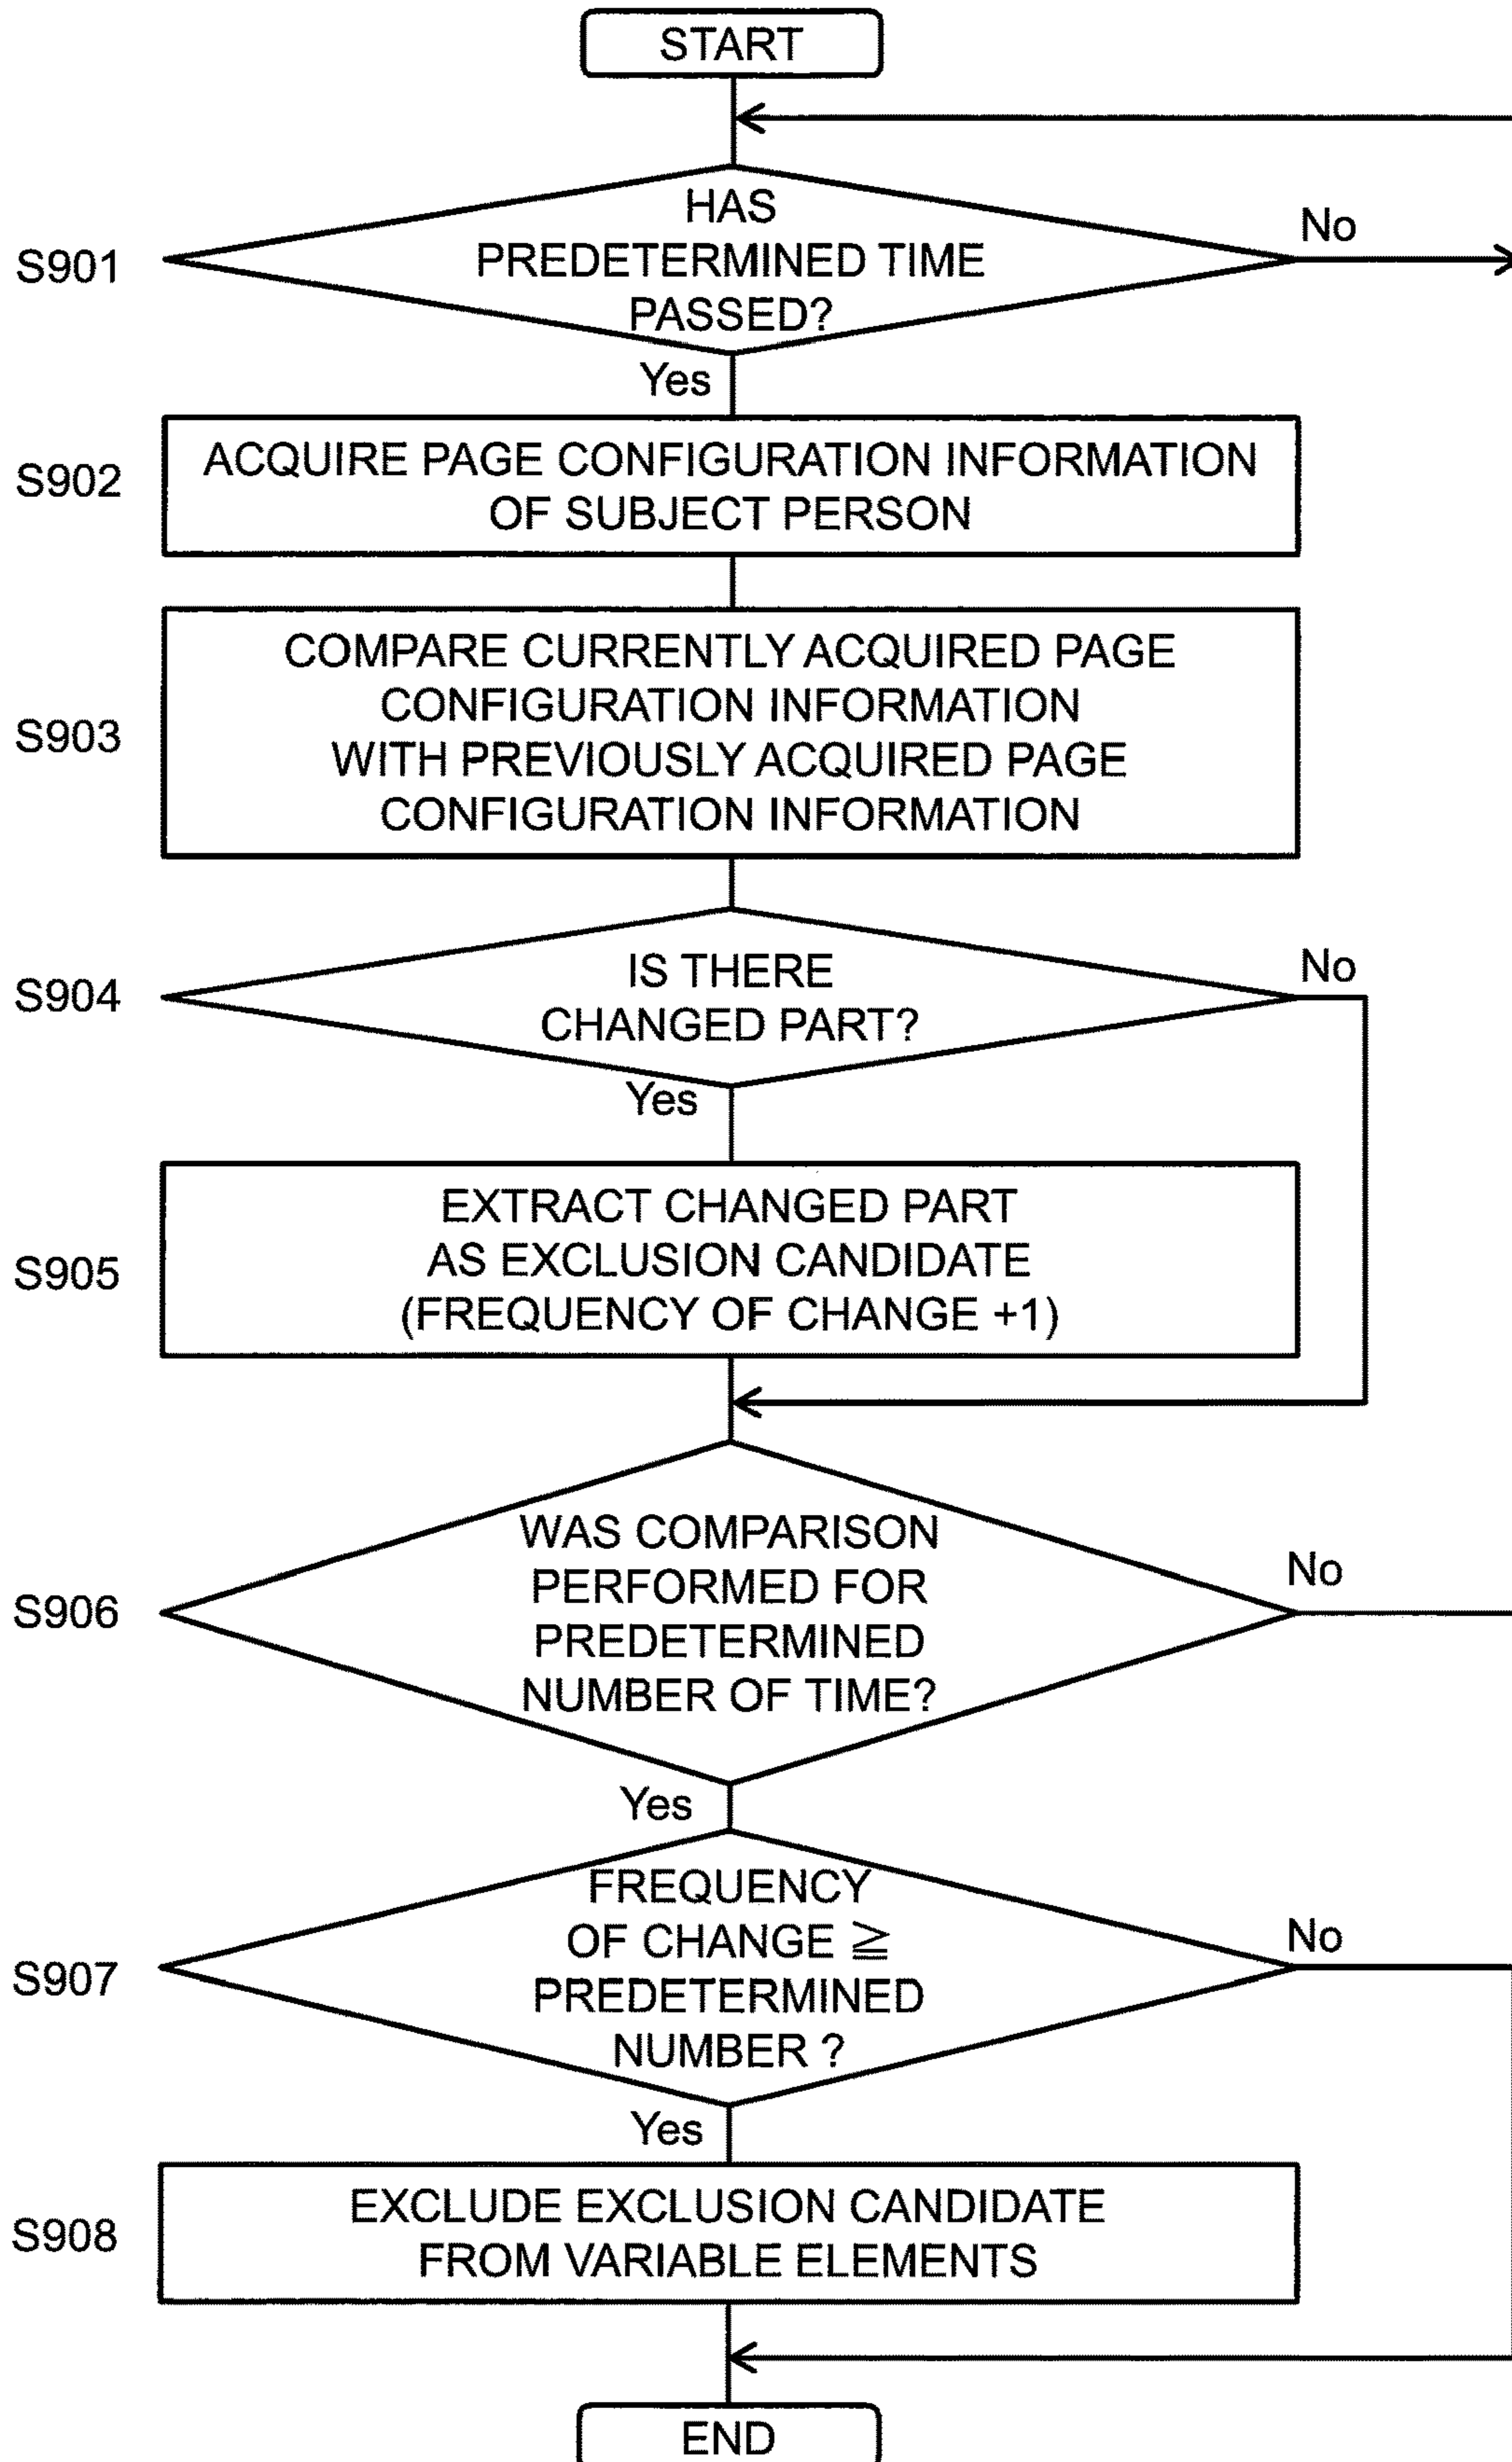 START
HAS
PREDETERMINED TIME
PASSED?
No
S901
Yes
S902
ACQUIRE PAGE CONFIGURATION INFORMATION
OF SUBJECT PERSON
S903
COMPARE CURRENTLY ACQUIRED PAGE
CONFIGURATION INFORMATION
WITH PREVIOUSLY ACQUIRED PAGE
CONFIGURATION INFORMATION
S904
IS THERE
CHANGED PART?
No
Yes
S905
EXTRACT CHANGED PART
AS EXCLUSION CANDIDATE
(FREQUENCY OF CHANGE +1)
S906
WAS COMPARISON
PERFORMED FOR
PREDETERMINED
NUMBER OF TIME?
No
Yes
S907
FREQUENCY
OF CHANGE ≧
PREDETERMINED
NUMBER ?
No
Yes
S908
EXCLUDE EXCLUSION CANDIDATE
FROM VARIABLE ELEMENTS
END